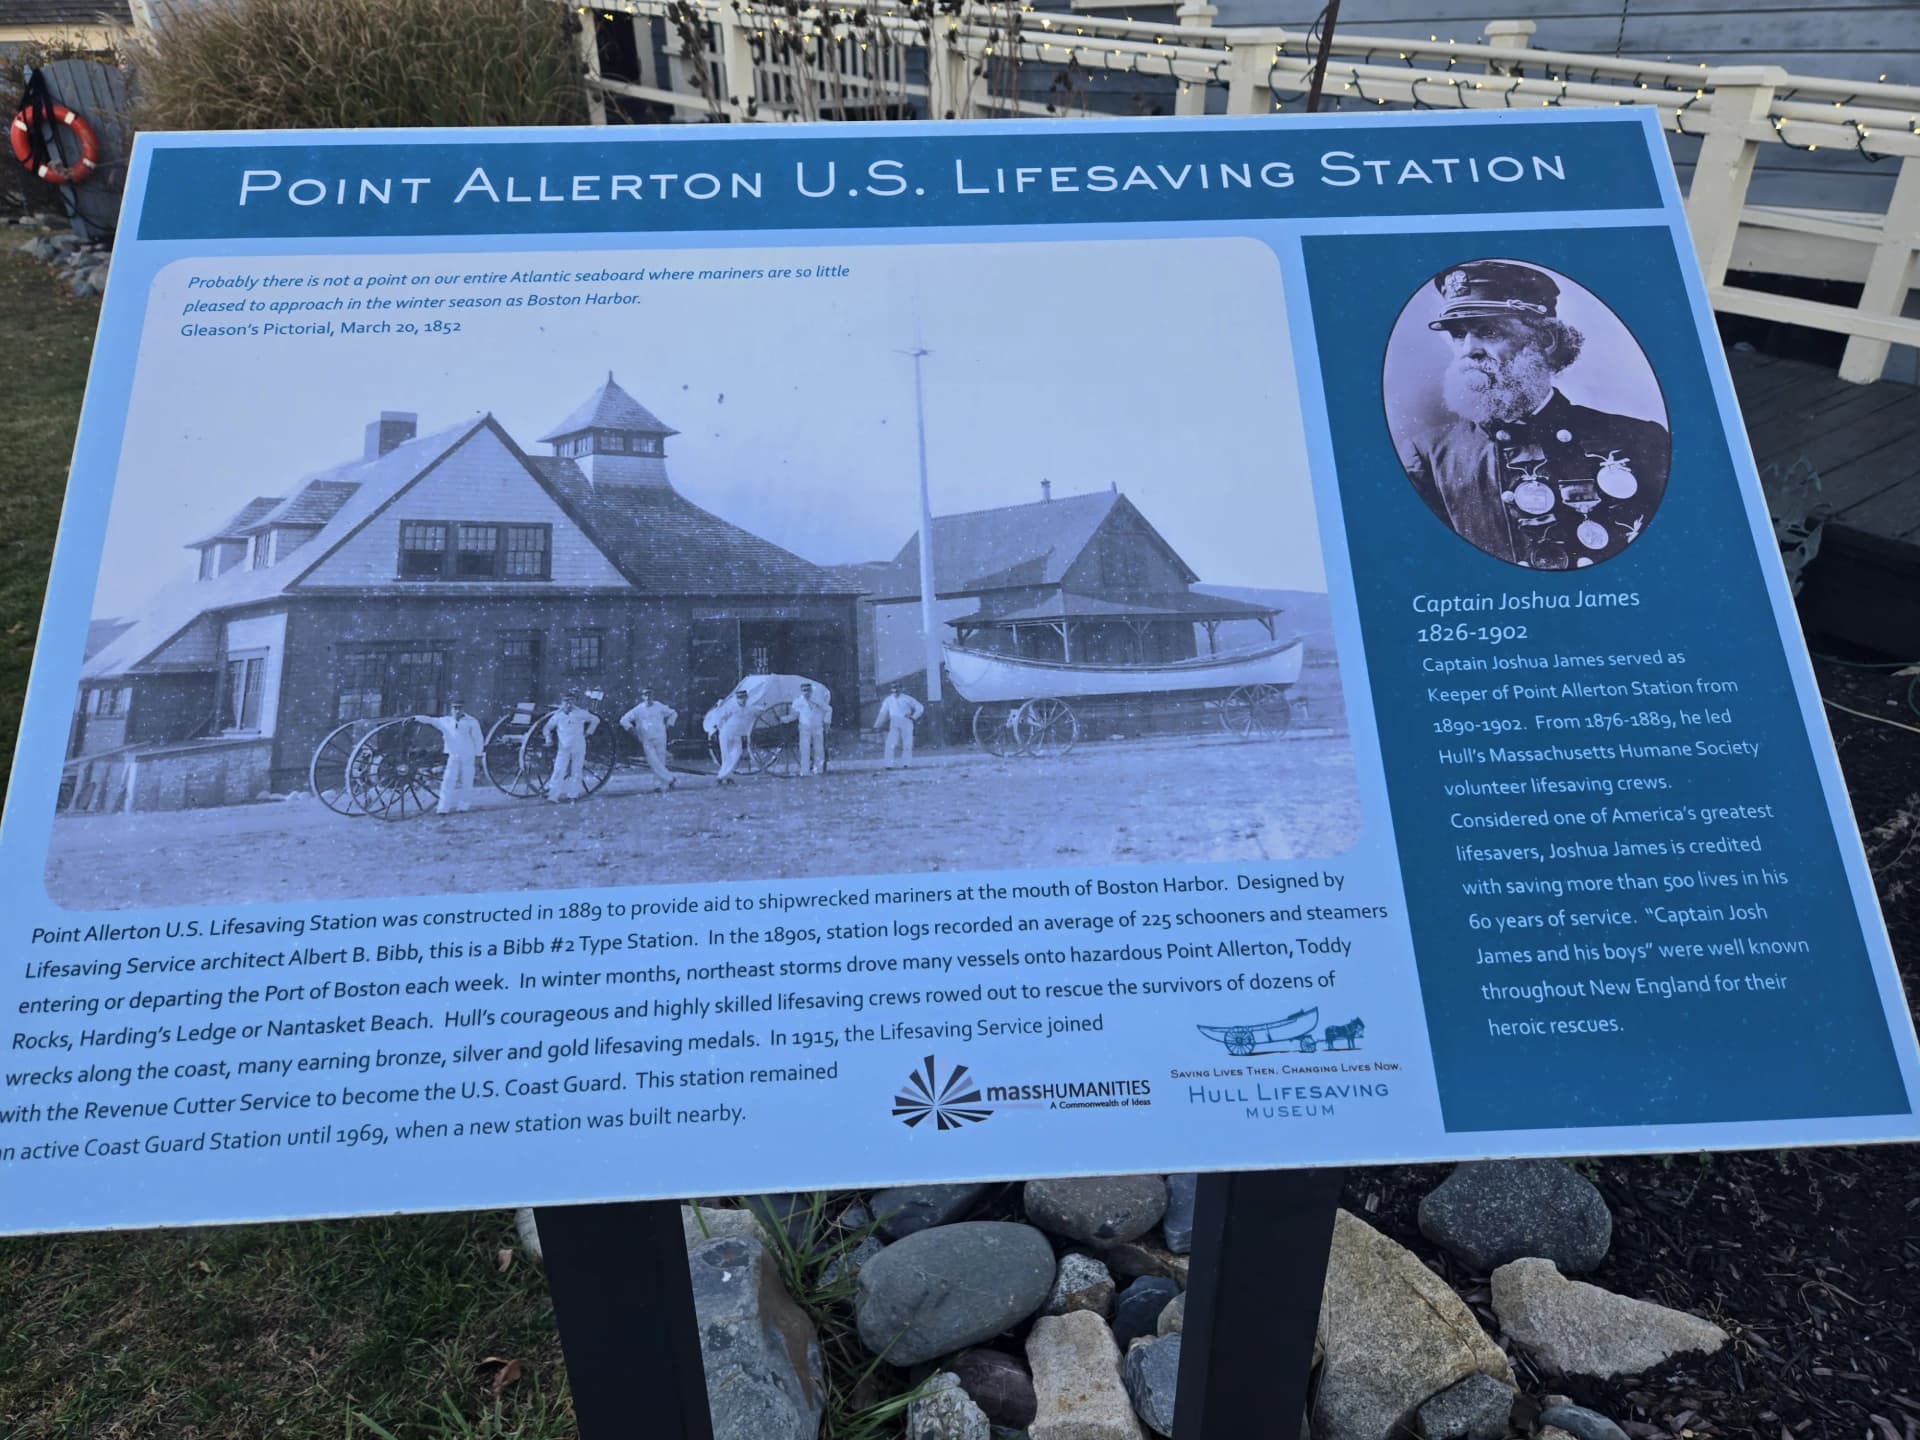 POINT ALLERTON U.S. LIFESAVING STATION
Probably there is not a point on our entire Atlantic seaboard where mariners are so little
pleased to approach in the winter season as Boston Harbor.
Gleason's Pictorial, March 20, 1852
Point Allerton U.S. Lifesaving Station was constructed in 1889 to provide aid to shipwrecked mariners at the mouth of Boston Harbor. Designed by
Lifesaving Service architect Albert B. Bibb, this is a Bibb #2 Type Station. In the 1890s, station logs recorded an average of 225 schooners and steamers
entering or departing the Port of Boston each week. In winter months, northeast storms drove many vessels onto hazardous Point Allerton, Toddy
Rocks, Harding's Ledge or Nantasket Beach. Hull's courageous and highly skilled lifesaving crews rowed out to rescue the survivors of dozens of
wrecks along the coast, many earning bronze, silver and gold lifesaving medals. In 1915, the Lifesaving Service joined
with the Revenue Cutter Service to become the U.S. Coast Guard. This station remained
n active Coast Guard Station until 1969, when a new station was built nearby.
massHUMANITIES
A Commonwealth of Ideas
SAVING LIVES THEN. CHANGING LIVES NOW.
HULL LIFESAVING
MUSEUM
Captain Joshua James
1826-1902
Captain Joshua James served as
Keeper of Point Allerton Station from
1890-1902. From 1876-1889, he led
Hull's Massachusetts Humane Society
volunteer lifesaving crews.
Considered one of America's greatest
lifesavers, Joshua James is credited
with saving more than 500 lives in his
60 years of service. "Captain Josh
James and his boys" were well known
throughout New England for their
heroic rescues.